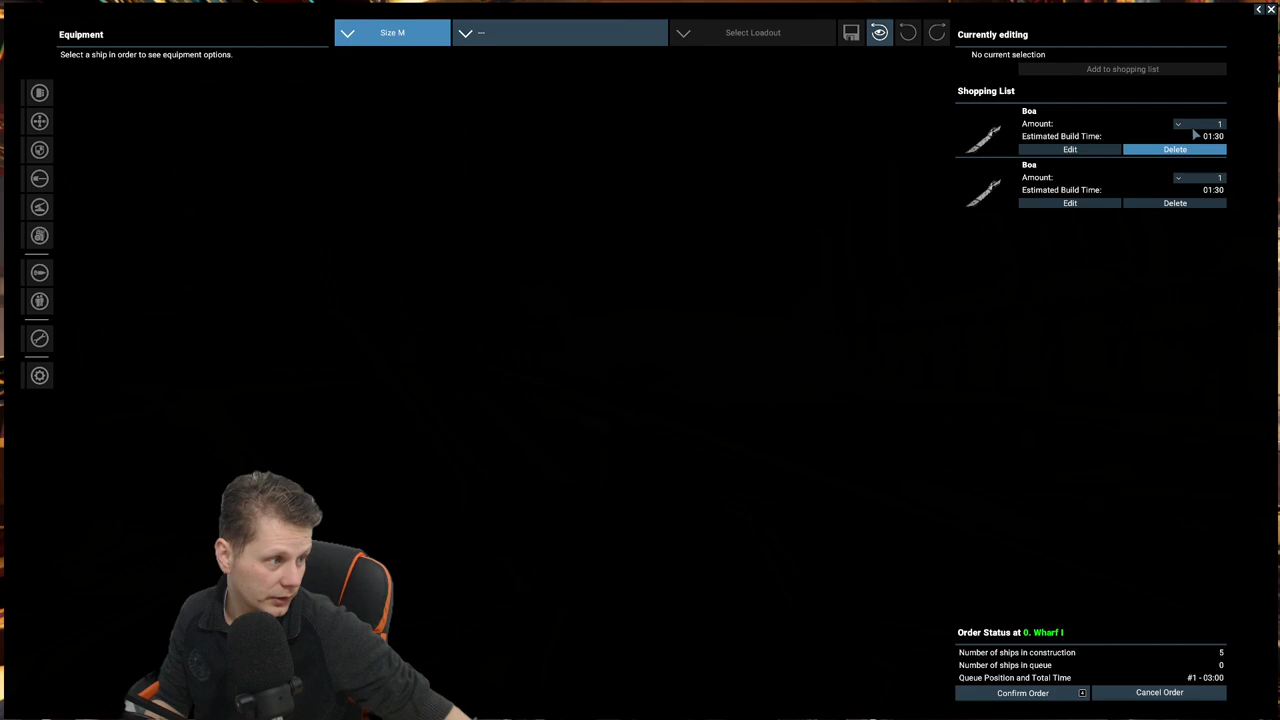 Equipment
Select a ship in order to see equipment options.
Size M
---
Select Loadout
Currently editing
No current selection
Add to shopping list
Shopping List
Boa
Amount: 1
Estimated Build Time: 01:30
Edit Delete
Boa
Amount: 1
Estimated Build Time: 01:30
Edit Delete
Order Status at 0. Wharf I
Number of ships in construction 5
Number of ships in queue 0
Queue Position and Total Time #1 - 03:00
Confirm Order Cancel Order